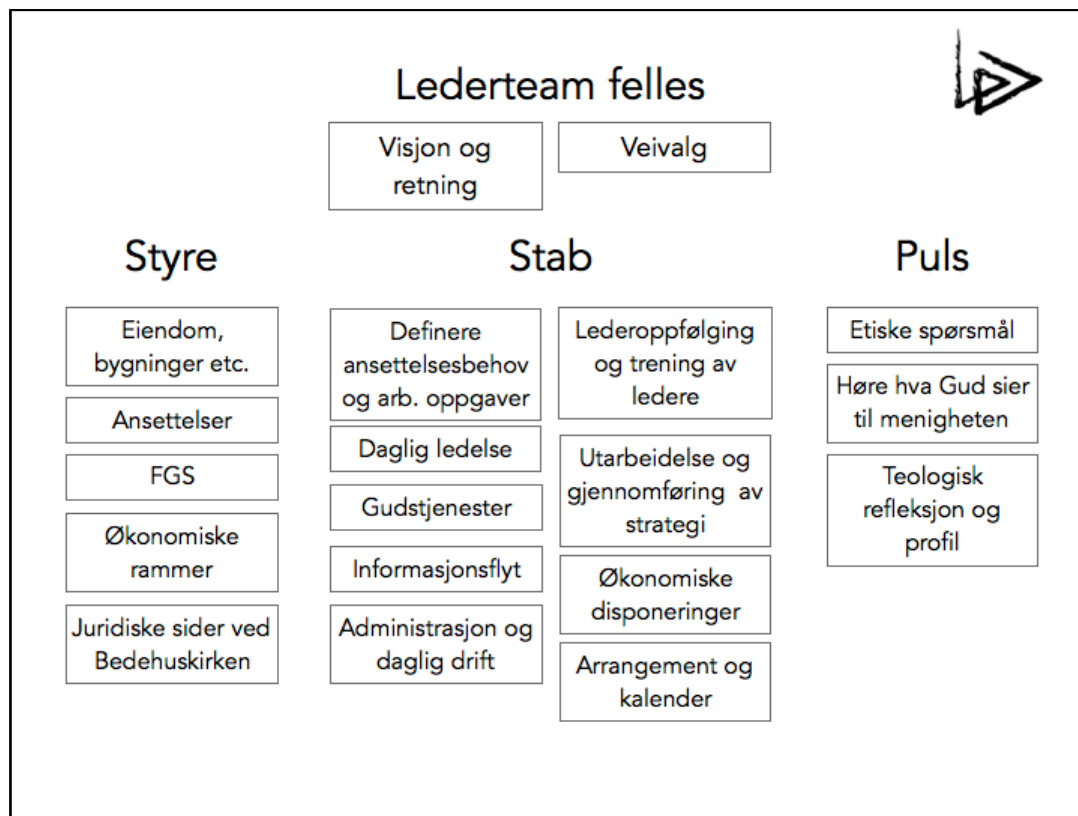 Lederteam felles
Visjon og
retning
Veivalg
Styre
Eiendom,
bygninger etc.
Ansettelser
FGS
Økonomiske
rammer
Juridiske sider ved
Bedehuskirken
Stab
Definere
ansettelsesbehov
og arb. oppgaver
Daglig ledelse
Gudstjenester
Informasjonsflyt
Administrasjon og
daglig drift
Lederoppfølging
og trening av
ledere
Utarbeidelse og
gjennomføring av
strategi
Økonomiske
disponeringer
Arrangement og
kalender
Puls
Etiske spørsmål
Høre hva Gud sier
til menigheten
Teologisk
refleksjon og
profil